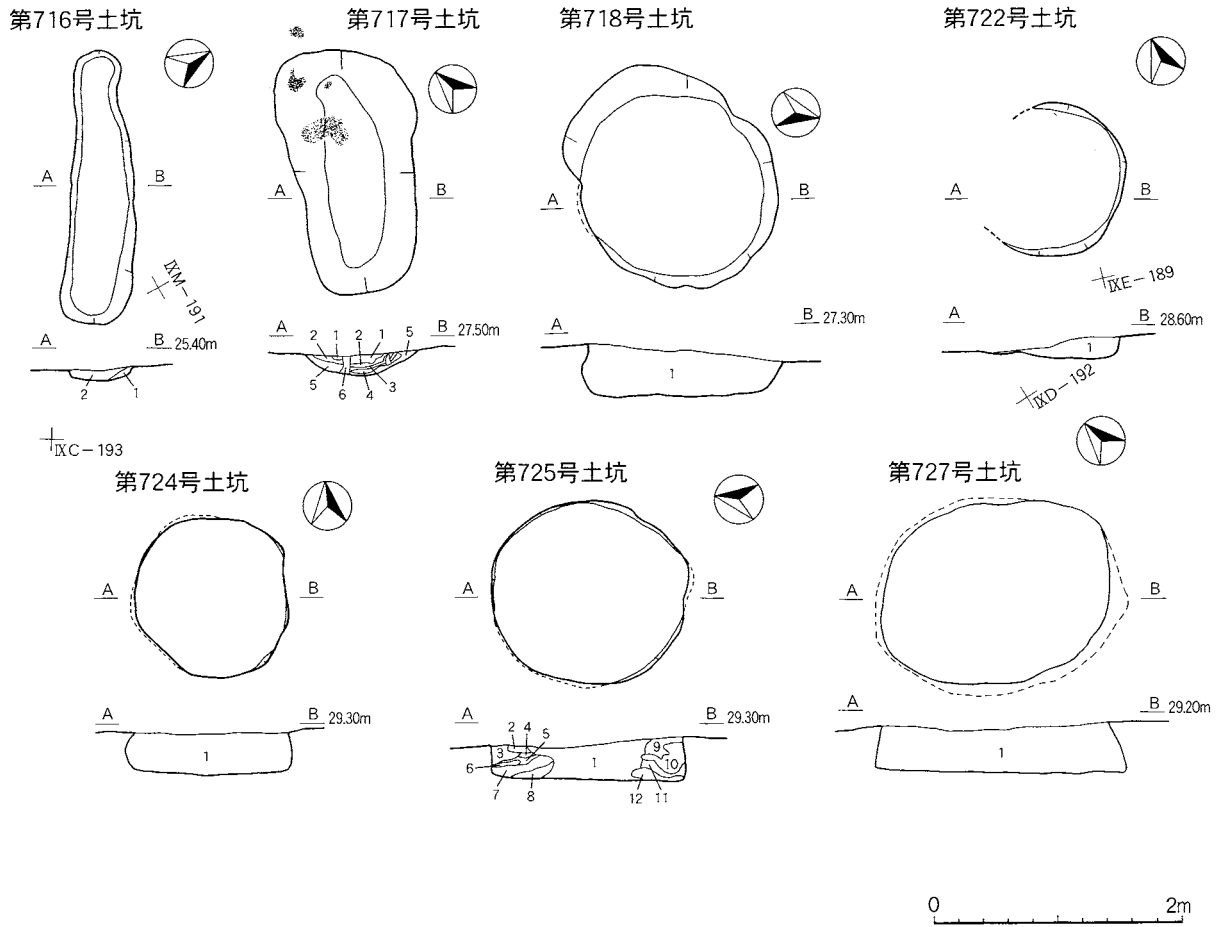 第716号土坑 第717号土坑 第718号土坑 第722号土坑
A B
ⅨM-191
A B 25.40m
2 1
A B
A B 27.50m
2 1 2 1 5
5 6 4 3
A B
A B 27.30m
1
A B
ⅨE-189
A B 28.60m
1
ⅨD-192
ⅨC-193
第724号土坑 第725号土坑 第727号土坑
A B
A B 29.30m
1
A B
A B 29.30m
2 4 5
3 1 9
6 10
7 8 12 11
A B
A B 29.20m
1
0 2m